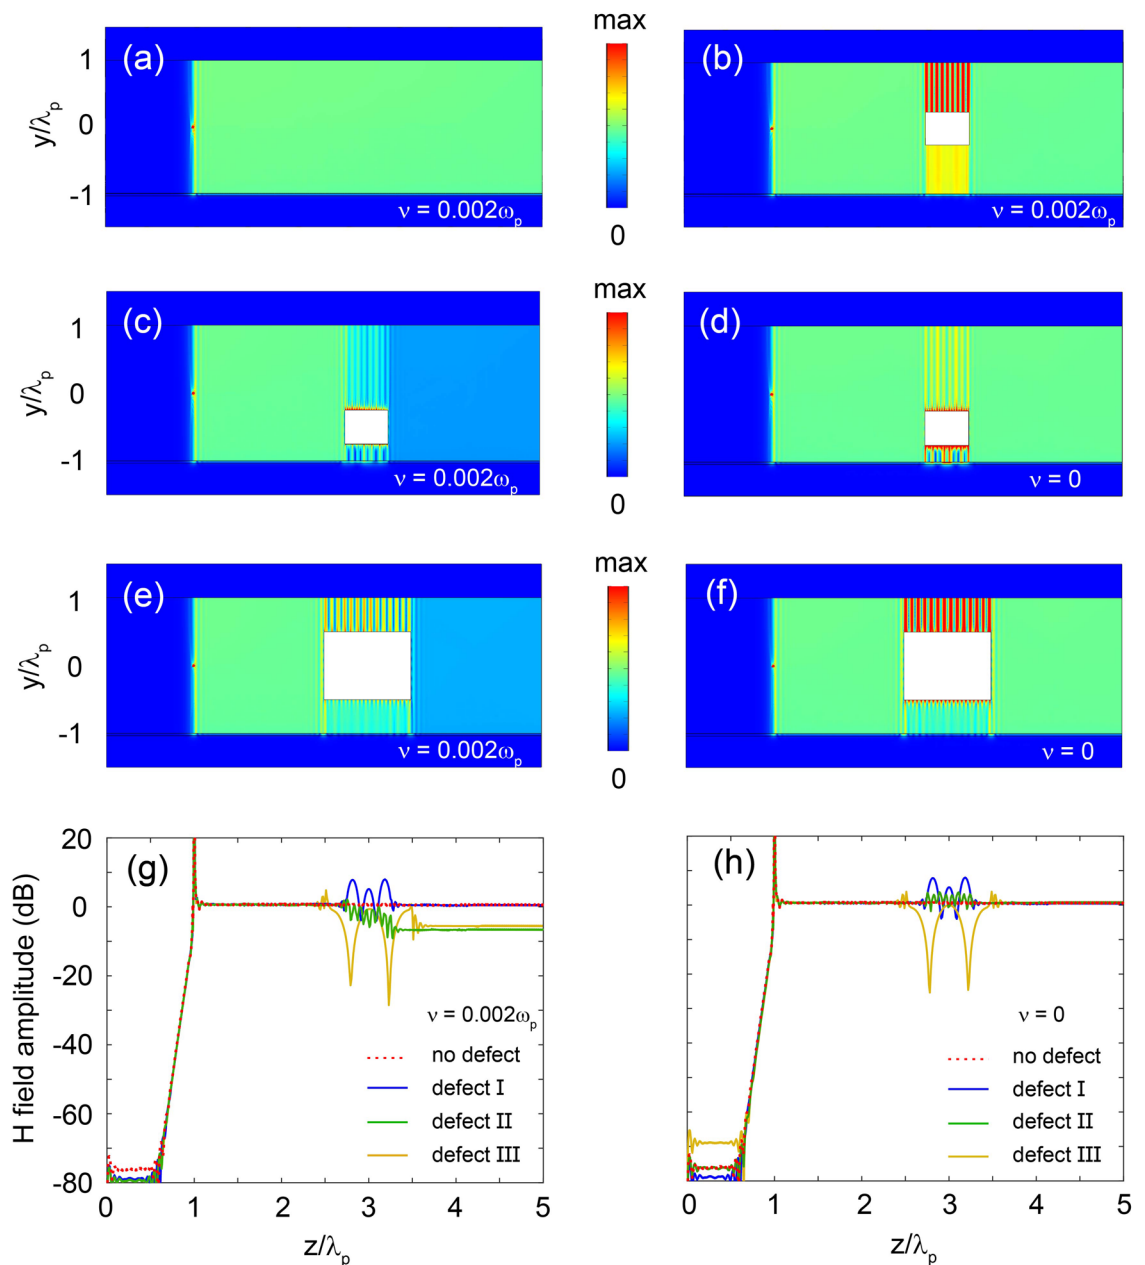 max
max
(a)
(b)
1
0
-1
y/λp
ν = 0.002ωp
0
ν = 0.002ωp
max
(c)
(d)
1
0
-1
y/λp
ν = 0.002ωp
0
ν = 0
max
(e)
(f)
1
0
-1
y/λp
ν = 0.002ωp
0
ν = 0
(g)
20
0
-20
-40
-60
-80
H field amplitude (dB)
ν = 0.002ωp
no defect
defect I
defect II
defect III
0 1 2 3 4 5
z/λp
(h)
ν = 0
no defect
defect I
defect II
defect III
0 1 2 3 4 5
z/λp